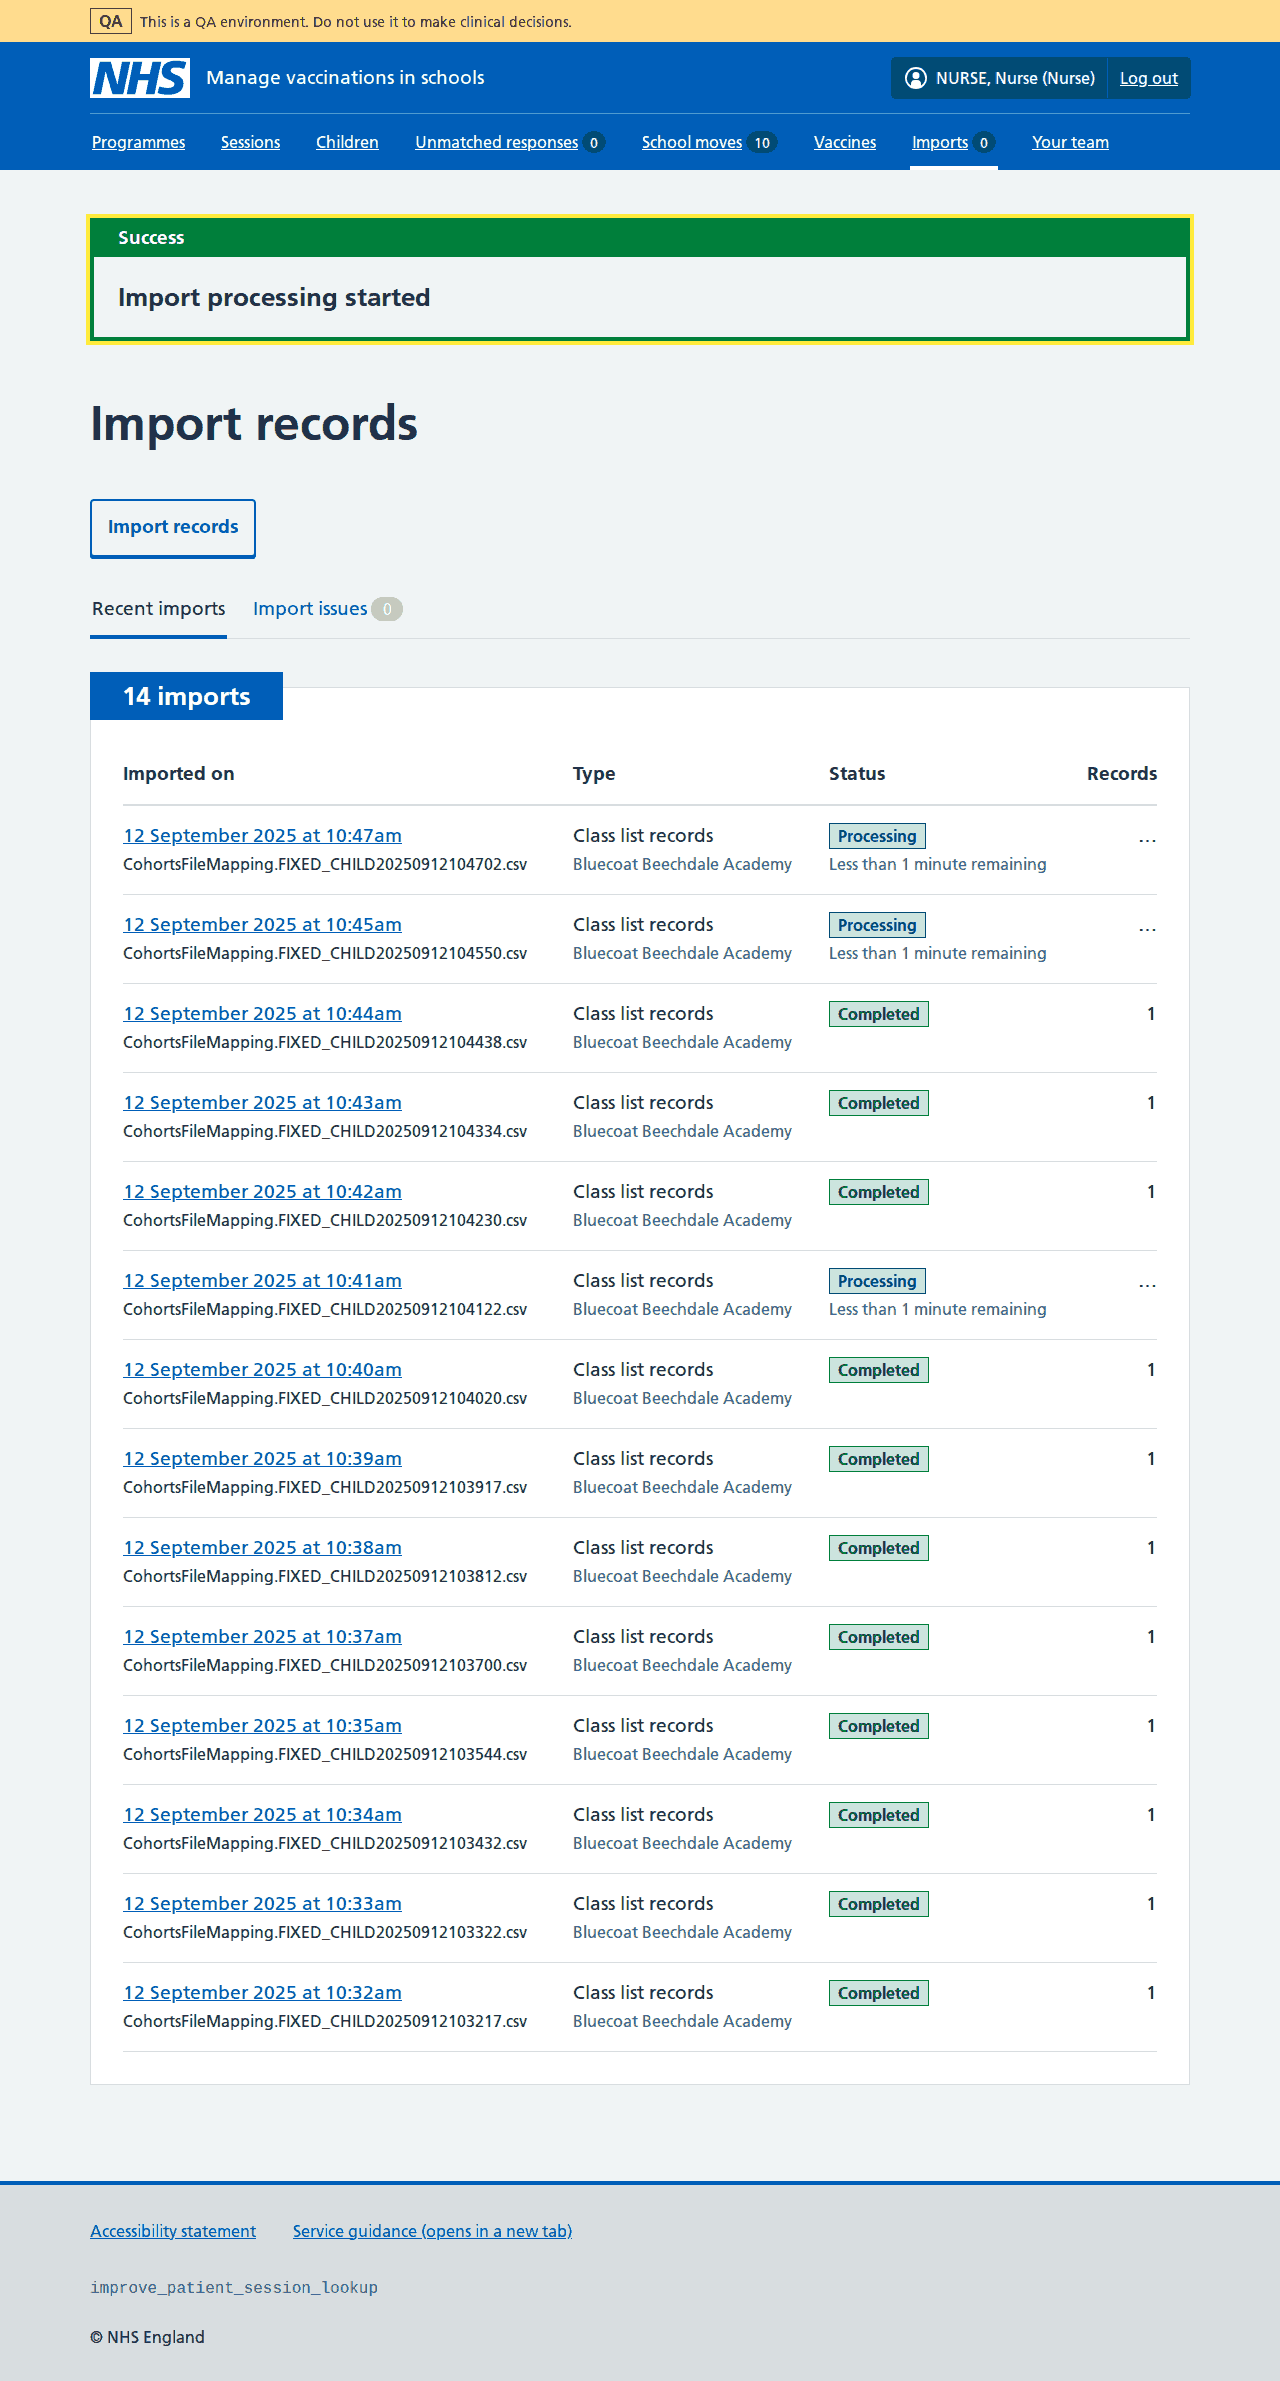 QA This is a QA environment. Do not use it to make clinical decisions.
NHS Manage vaccinations in schools NURSE, Nurse (Nurse) Log out
Programmes Sessions Children Unmatched responses 0 School moves 10 Vaccines Imports 0 Your team
Success
Import processing started
Import records
Import records
Recent imports Import issues 0
14 imports
Imported on Type Status Records
12 September 2025 at 10:47am Class list records Processing ...
CohortsFileMapping.FIXED_CHILD20250912104702.csv Bluecoat Beechdale Academy Less than 1 minute remaining
12 September 2025 at 10:45am Class list records Processing ...
CohortsFileMapping.FIXED_CHILD20250912104550.csv Bluecoat Beechdale Academy Less than 1 minute remaining
12 September 2025 at 10:44am Class list records Completed 1
CohortsFileMapping.FIXED_CHILD20250912104438.csv Bluecoat Beechdale Academy
12 September 2025 at 10:43am Class list records Completed 1
CohortsFileMapping.FIXED_CHILD20250912104334.csv Bluecoat Beechdale Academy
12 September 2025 at 10:42am Class list records Completed 1
CohortsFileMapping.FIXED_CHILD20250912104230.csv Bluecoat Beechdale Academy
12 September 2025 at 10:41am Class list records Processing ...
CohortsFileMapping.FIXED_CHILD20250912104122.csv Bluecoat Beechdale Academy Less than 1 minute remaining
12 September 2025 at 10:40am Class list records Completed 1
CohortsFileMapping.FIXED_CHILD20250912104020.csv Bluecoat Beechdale Academy
12 September 2025 at 10:39am Class list records Completed 1
CohortsFileMapping.FIXED_CHILD20250912103917.csv Bluecoat Beechdale Academy
12 September 2025 at 10:38am Class list records Completed 1
CohortsFileMapping.FIXED_CHILD20250912103812.csv Bluecoat Beechdale Academy
12 September 2025 at 10:37am Class list records Completed 1
CohortsFileMapping.FIXED_CHILD20250912103700.csv Bluecoat Beechdale Academy
12 September 2025 at 10:35am Class list records Completed 1
CohortsFileMapping.FIXED_CHILD20250912103544.csv Bluecoat Beechdale Academy
12 September 2025 at 10:34am Class list records Completed 1
CohortsFileMapping.FIXED_CHILD20250912103432.csv Bluecoat Beechdale Academy
12 September 2025 at 10:33am Class list records Completed 1
CohortsFileMapping.FIXED_CHILD20250912103322.csv Bluecoat Beechdale Academy
12 September 2025 at 10:32am Class list records Completed 1
CohortsFileMapping.FIXED_CHILD20250912103217.csv Bluecoat Beechdale Academy
Accessibility statement Service guidance (opens in a new tab)
improve_patient_session_lookup
© NHS England